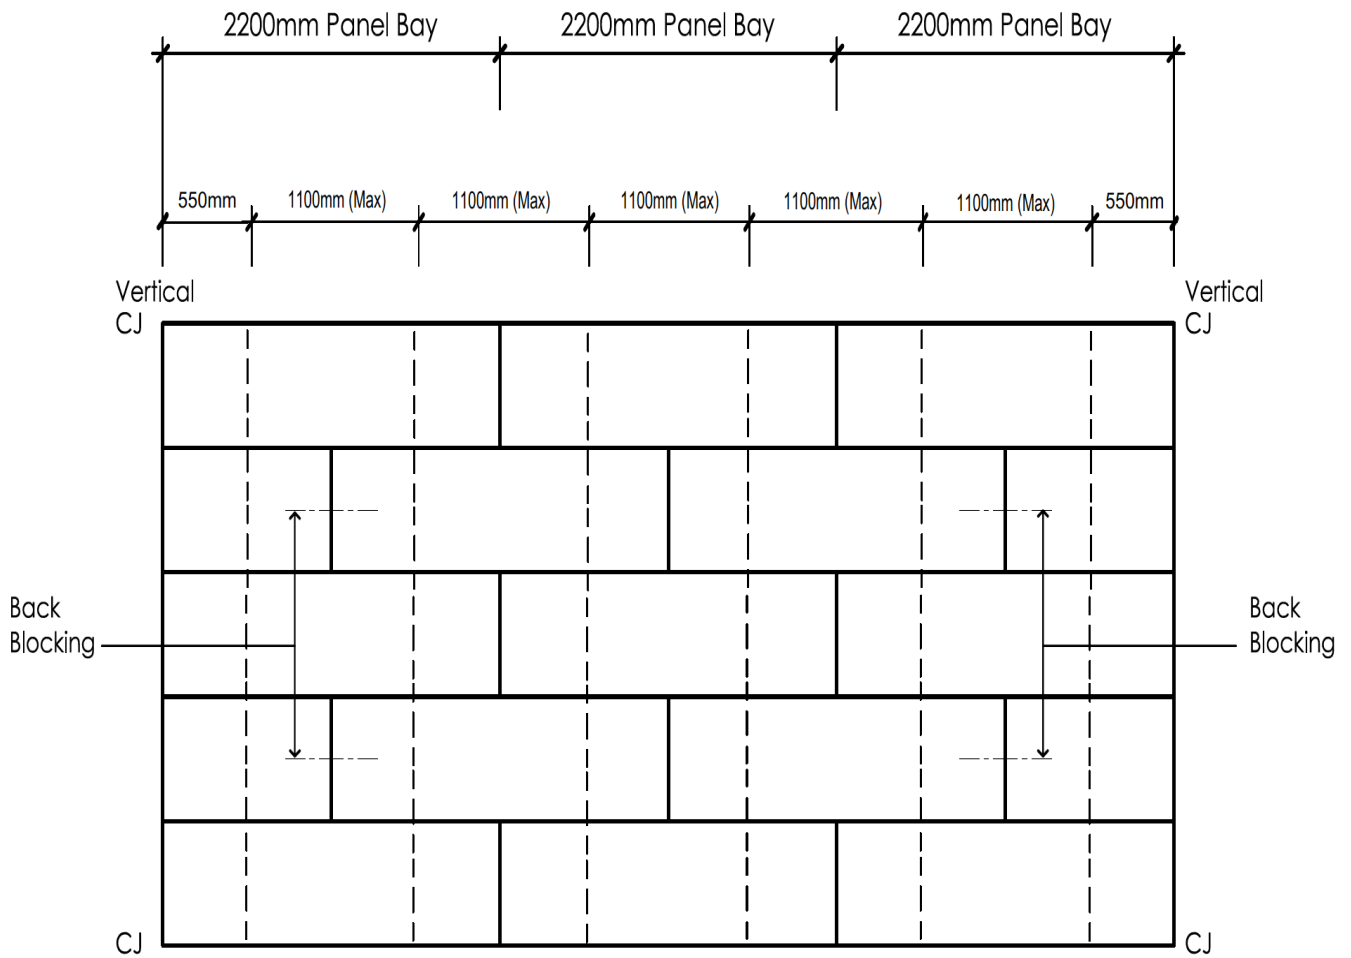 2200mm Panel Bay
2200mm Panel Bay
2200mm Panel Bay
550mm
1100mm (Max)
1100mm (Max)
1100mm (Max)
1100mm (Max)
1100mm (Max)
550mm
Vertical
CJ
Vertical
CJ
Back
Blocking
Back
Blocking
CJ
CJ